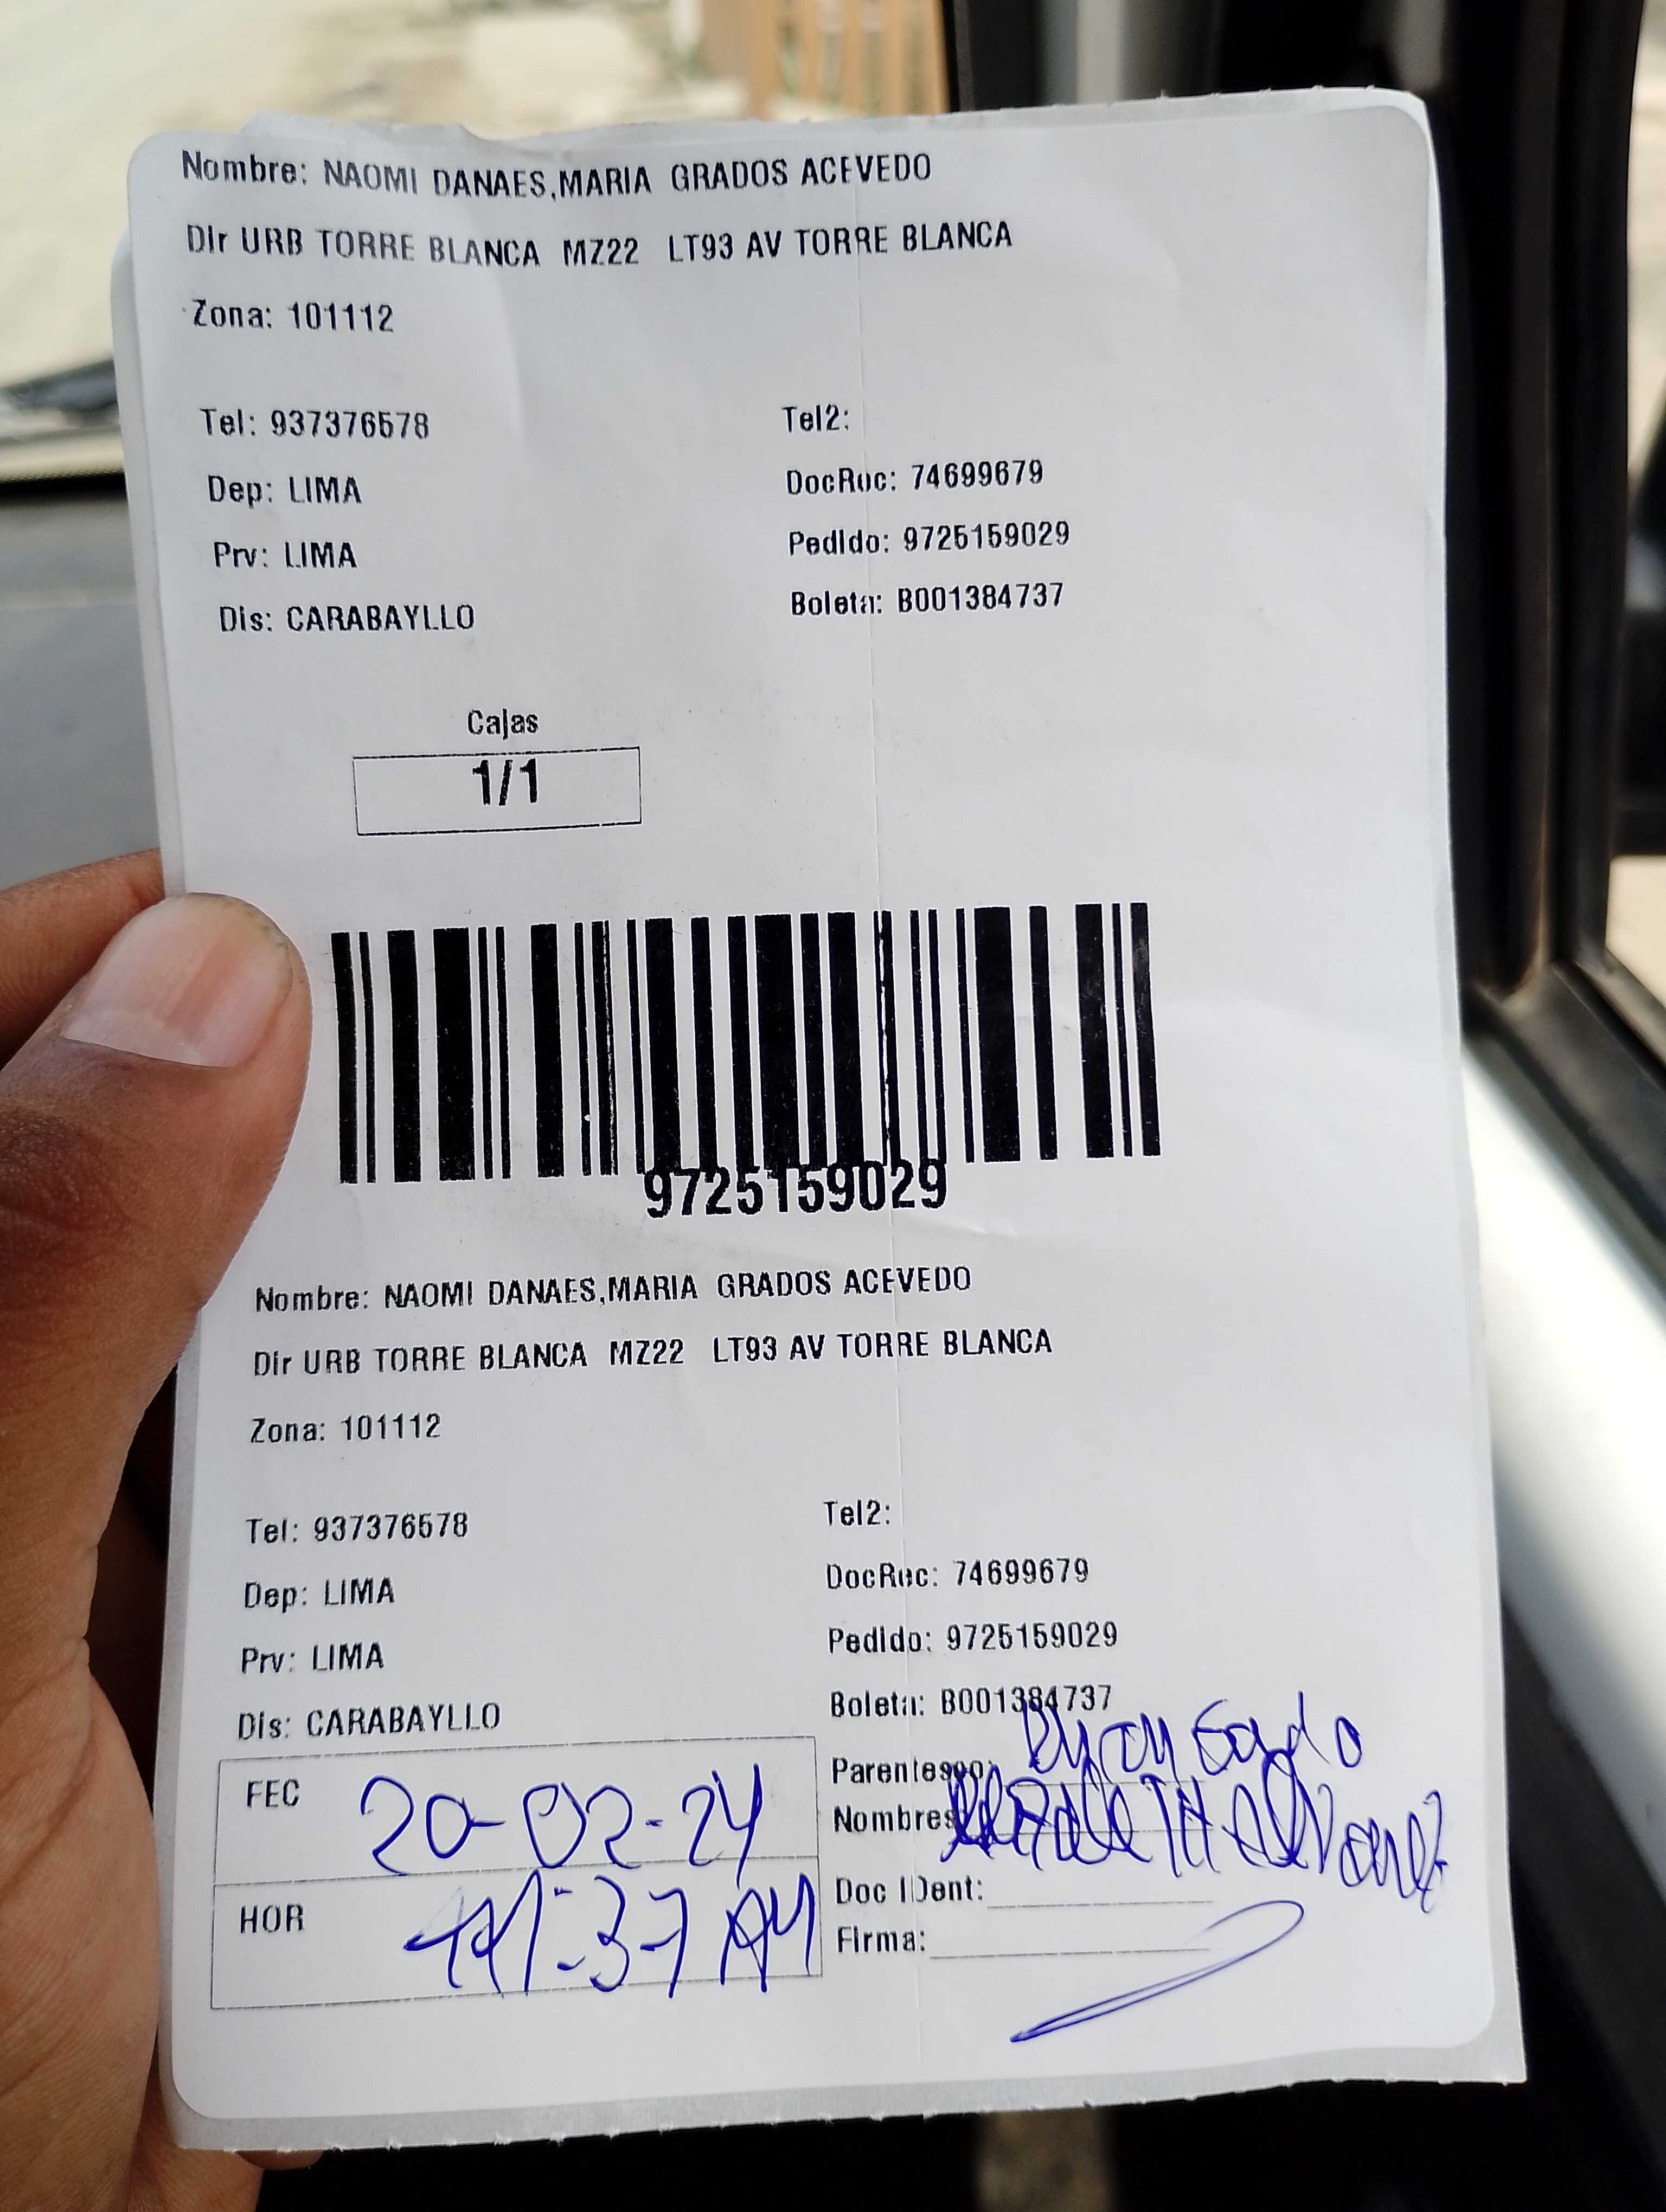 Nombre: NAOMI DANAES,MARIA GRADOS ACEVEDO
Dir URB TORRE BLANCA MZ22 LT93 AV TORRE BLANCA
Zona: 101112
Tel: 937376578 Tel2:
Dep: LIMA DocRec: 74699679
Prv: LIMA Pedido: 9725159029
Dis: CARABAYLLO Boleta: B001384737
Cajas
1/1
9725159029
Nombre: NAOMI DANAES,MARIA GRADOS ACEVEDO
Dir URB TORRE BLANCA MZ22 LT93 AV TORRE BLANCA
Zona: 101112
Tel: 937376578 Tel2:
Dep: LIMA DocRec: 74699679
Prv: LIMA Pedido: 9725159029
Dis: CARABAYLLO Boleta: B001384737
FEC 20-02-24 Parentesco:
Nombres
HOR :37 AM Doc IDent:
Firma: